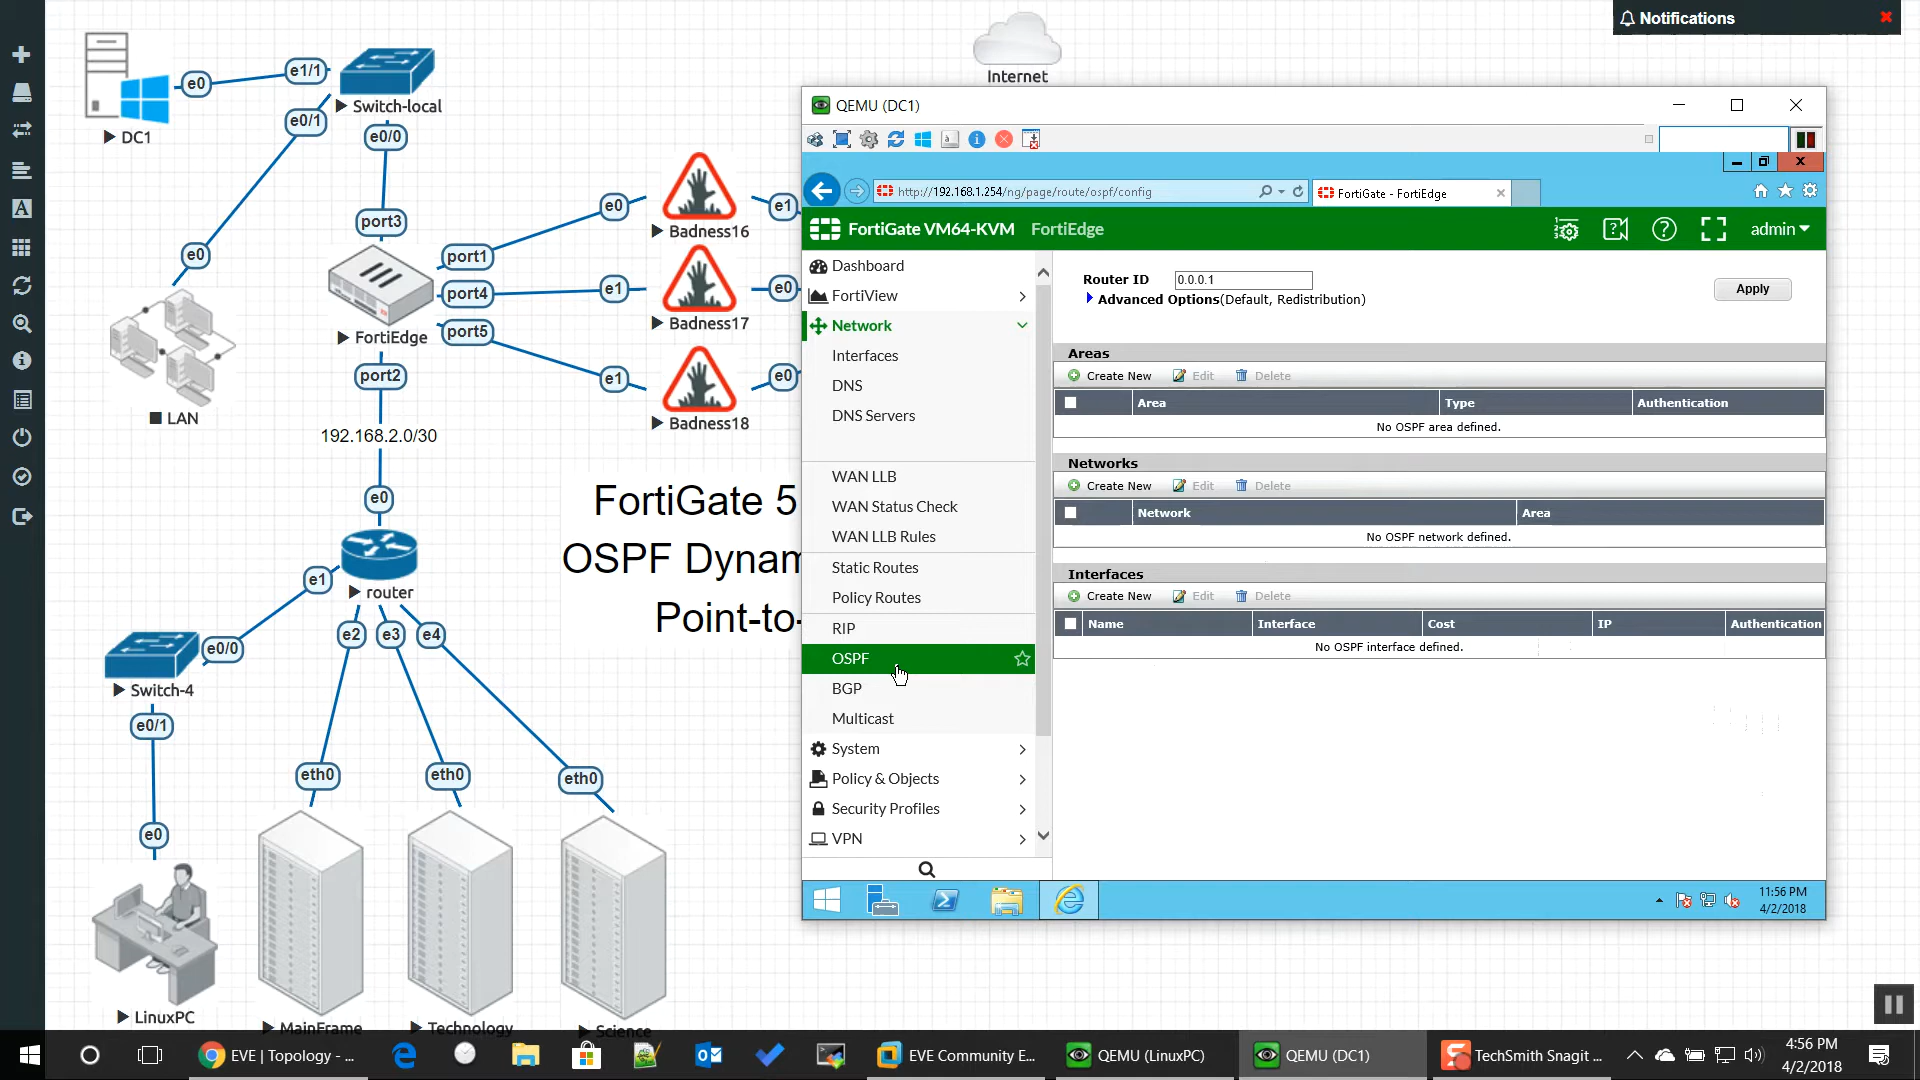 Notifications
Internet
DC1
e0
e1/1
Switch-local
e0/1
e0/0
port3
e0
LAN
FortiEdge
port1
port4
port5
port2
e0
e1
e1
Badness16
Badness17
Badness18
e1
e0
e0
192.168.2.0/30
e0
router
e1
e2
e3
e4
e0/0
Switch-4
e0/1
e0
LinuxPC
eth0
eth0
eth0
MainFrame
Technology
Science
FortiGate 5
OSPF Dynam
Point-to-
QEMU (DC1)
http://192.168.1.254/ng/page/route/ospf/config
FortiGate - FortiEdge
FortiGate VM64-KVM FortiEdge
admin
Dashboard
FortiView
Network
Interfaces
DNS
DNS Servers
WAN LLB
WAN Status Check
WAN LLB Rules
Static Routes
Policy Routes
RIP
OSPF
BGP
Multicast
System
Policy & Objects
Security Profiles
VPN
Router ID 0.0.0.1
Advanced Options(Default, Redistribution)
Apply
Areas
Create New Edit Delete
Area Type Authentication
No OSPF area defined.
Networks
Create New Edit Delete
Network Area
No OSPF network defined.
Interfaces
Create New Edit Delete
Name Interface Cost IP Authentication
No OSPF interface defined.
11:56 PM
4/2/2018
EVE | Topology - ...
EVE Community E...
QEMU (LinuxPC)
QEMU (DC1)
TechSmith Snagit ...
4:56 PM
4/2/2018